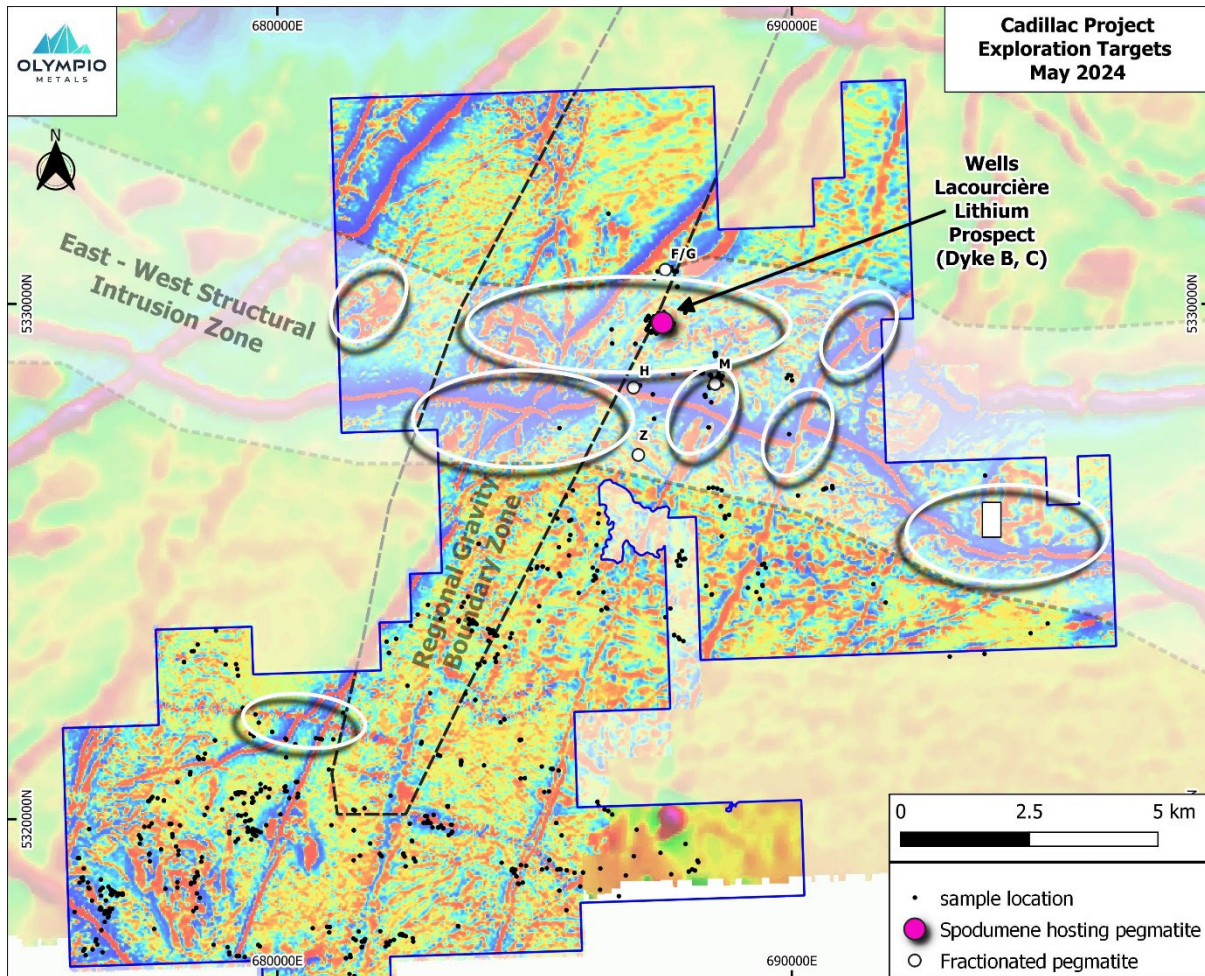 OLYMPIO
METALS
680000E
690000E
Cadillac Project
Exploration Targets
May 2024
N
Wells
Lacourcière
Lithium
Prospect
(Dyke B, C)
F/G
East - West Structural
Intrusion Zone
5330000N
5330000N
H
M
Z
Regional Gravity
Boundary Zone
5320000N
0 2.5 5 km
sample location
Spodumene hosting pegmatite
Fractionated pegmatite
680000E
690000E